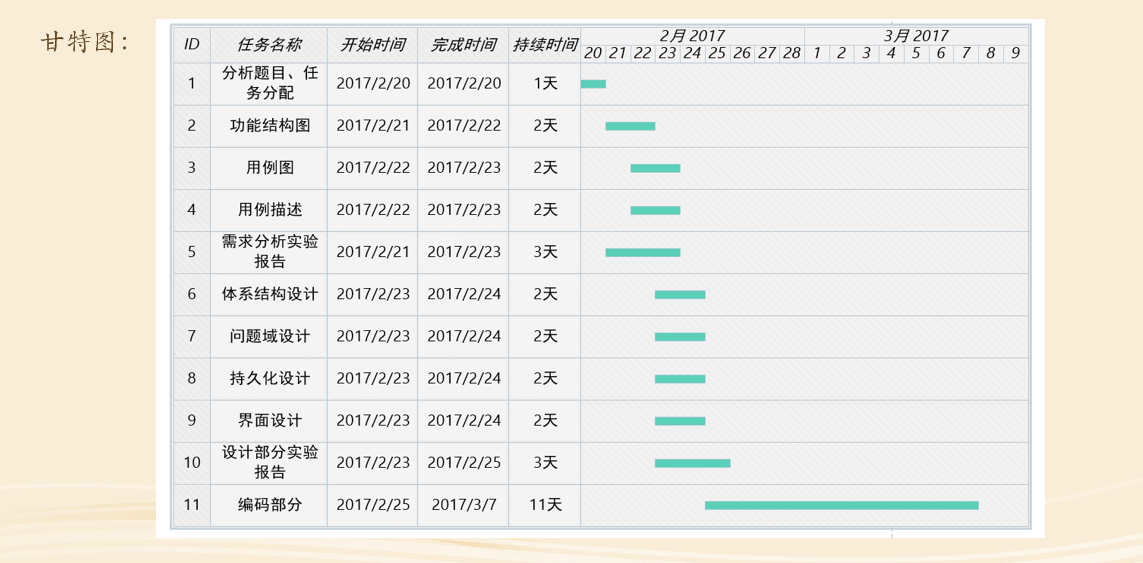 甘特图：
ID 任务名称 开始时间 完成时间 持续时间 2月 2017 3月 2017
20 21 22 23 24 25 26 27 28 1 2 3 4 5 6 7 8 9
1 分析题目、任务分配 2017/2/20 2017/2/20 1天
2 功能结构图 2017/2/21 2017/2/22 2天
3 用例图 2017/2/22 2017/2/23 2天
4 用例描述 2017/2/22 2017/2/23 2天
5 需求分析实验报告 2017/2/21 2017/2/23 3天
6 体系结构设计 2017/2/23 2017/2/24 2天
7 问题域设计 2017/2/23 2017/2/24 2天
8 持久化设计 2017/2/23 2017/2/24 2天
9 界面设计 2017/2/23 2017/2/24 2天
10 设计部分实验报告 2017/2/23 2017/2/25 3天
11 编码部分 2017/2/25 2017/3/7 11天